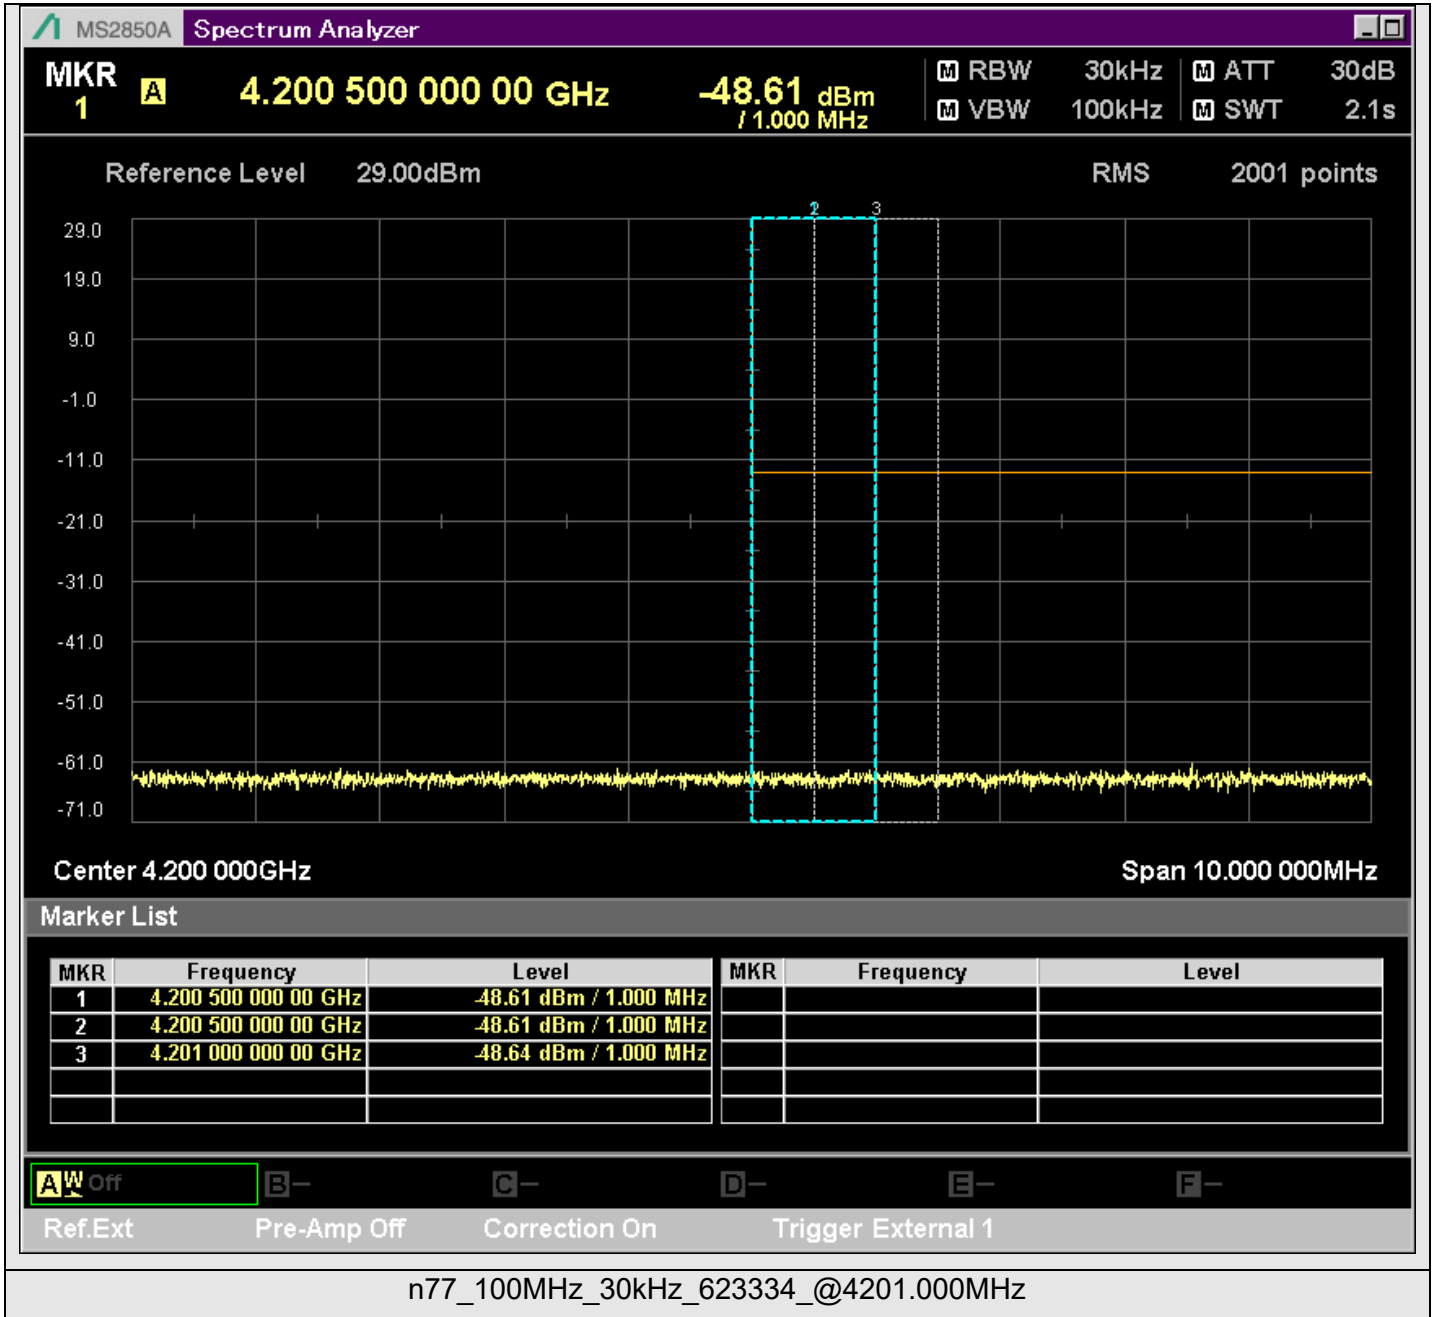 MS2850A Spectrum Analyzer
MKR 1 A 4.200 500 000 00 GHz -48.61 dBm / 1.000 MHz
M RBW 30kHz M ATT 30dB
M VBW 100kHz M SWT 2.1s
Reference Level 29.00dBm RMS 2001 points
2 3
29.0
19.0
9.0
-1.0
-11.0
-21.0
-31.0
-41.0
-51.0
-61.0
-71.0
Center 4.200 000GHz Span 10.000 000MHz
Marker List
MKR Frequency Level MKR Frequency Level
1 4.200 500 000 00 GHz -48.61 dBm / 1.000 MHz
2 4.200 500 000 00 GHz -48.61 dBm / 1.000 MHz
3 4.201 000 000 00 GHz -48.64 dBm / 1.000 MHz
A W Off B- C- D- E- F-
Ref.Ext Pre-Amp Off Correction On Trigger External 1
n77_100MHz_30kHz_623334_@4201.000MHz